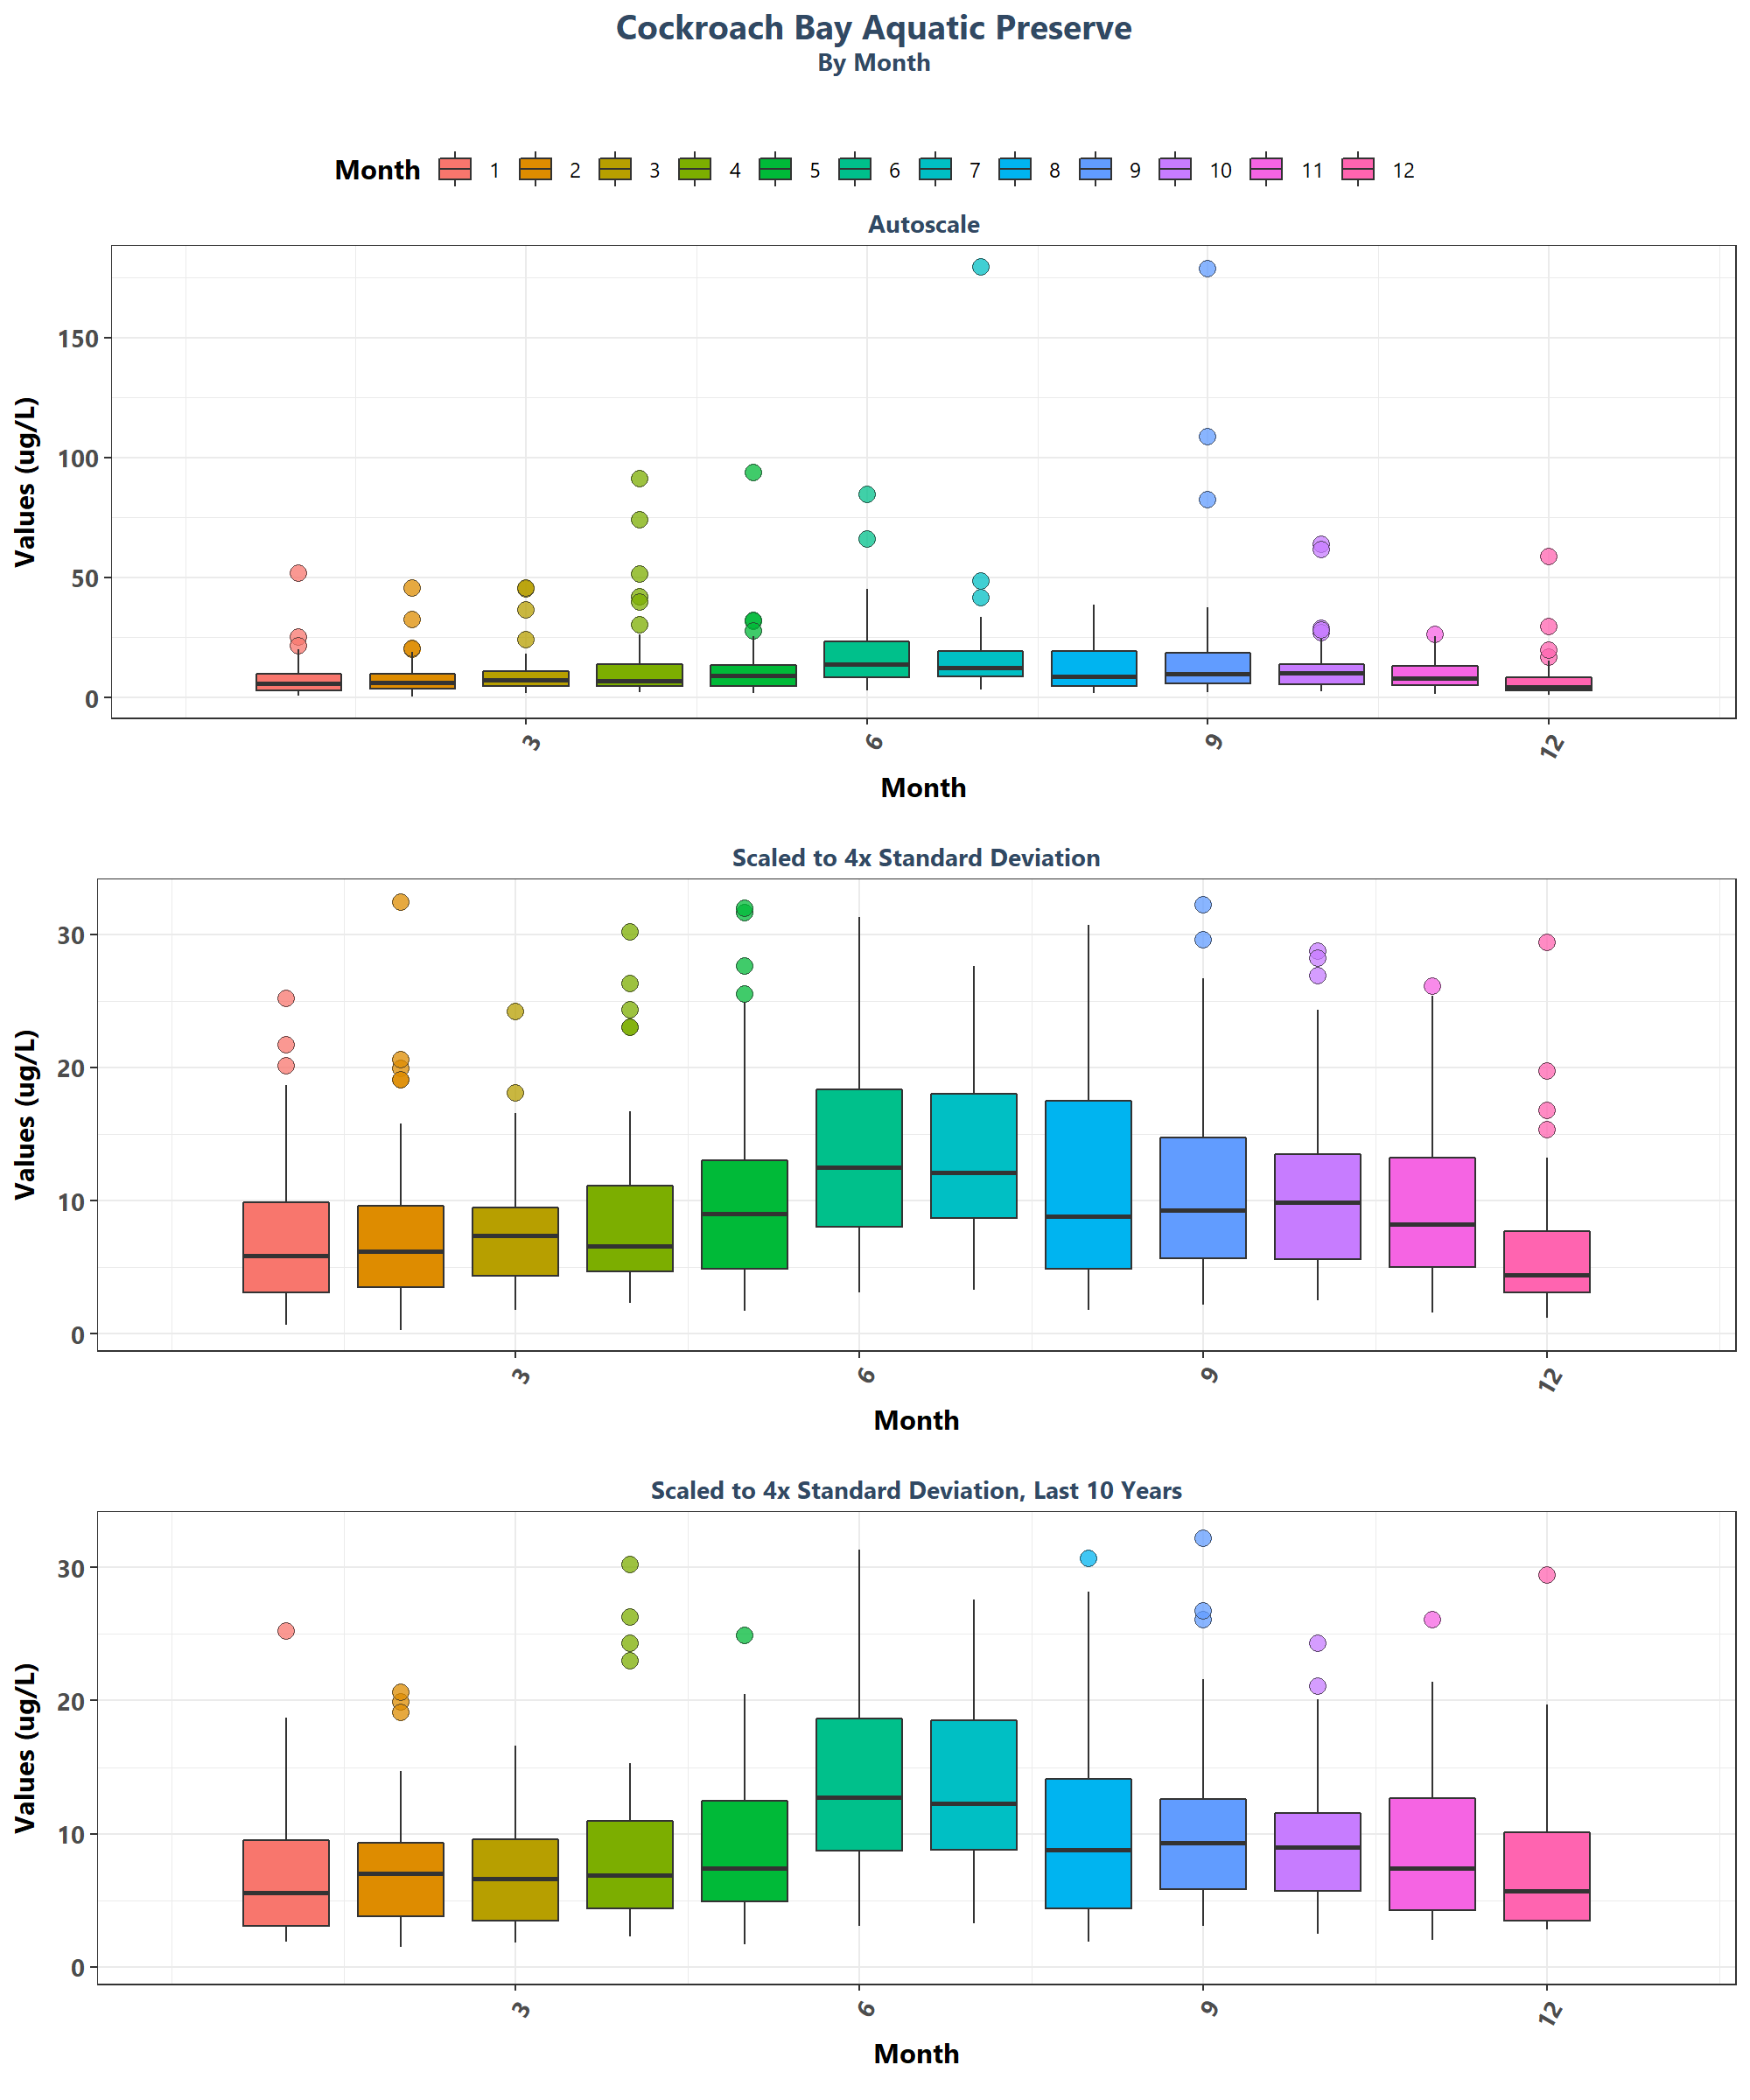 Cockroach Bay Aquatic Preserve
By Month
Month 1 2 3 4 5 6 7 8 9 10 11 12
Autoscale
Values (ug/L)
150
100
50
0
3 6 9 12
Month
Scaled to 4x Standard Deviation
Values (ug/L)
30
20
10
0
3 6 9 12
Month
Scaled to 4x Standard Deviation, Last 10 Years
Values (ug/L)
30
20
10
0
3 6 9 12
Month